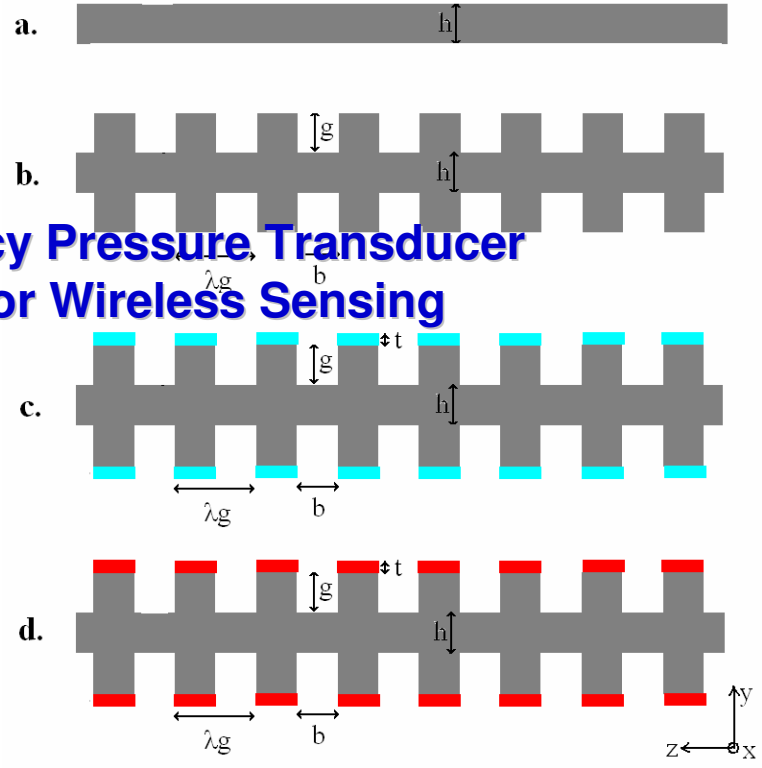 a.
h
g
b.
h
cy Pressure Transducer
λg
b
or Wireless Sensing
t
g
c.
h
λg
b
t
g
d.
h
λg
b
y
z
x